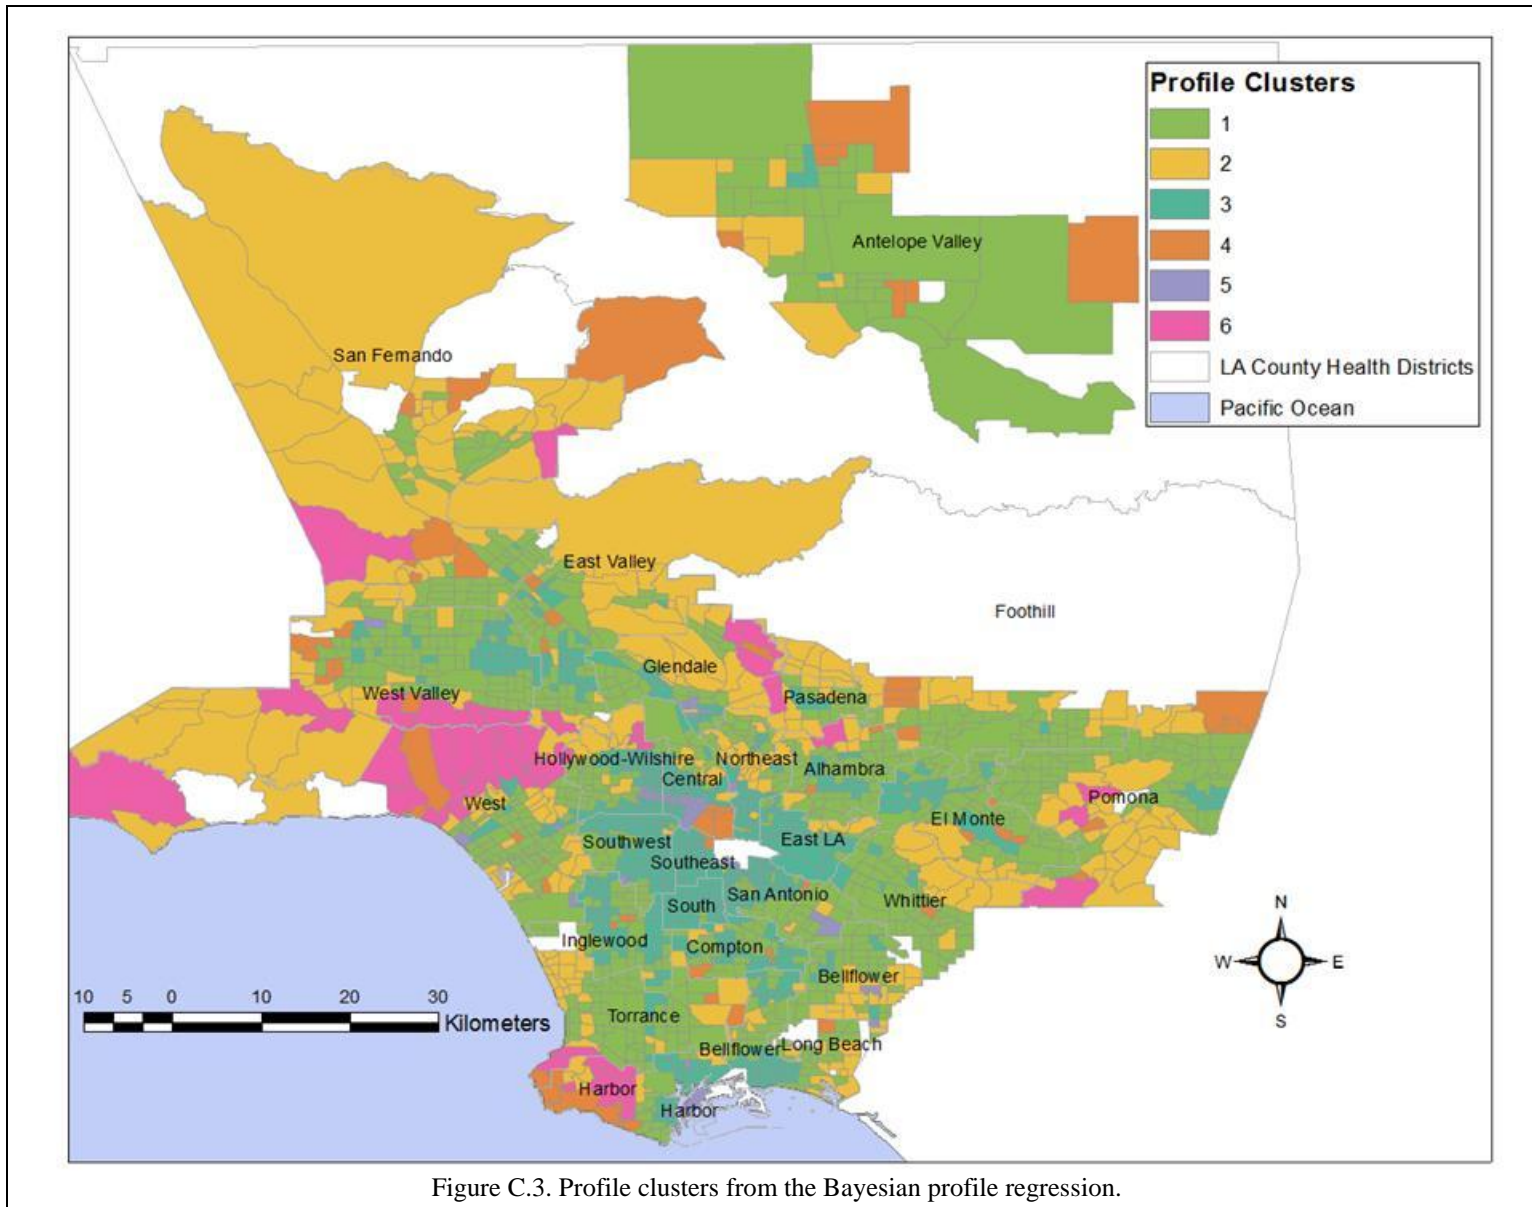 Profile Clusters
1
2
3
4
5
6
LA County Health Districts
Pacific Ocean
Antelope Valley
San Fernando
East Valley
Foothill
Glendale
West Valley
Pasadena
Hollywood-Wilshire
Northeast
Central
Alhambra
West
Pomona
El Monte
Southwest
East LA
Southeast
San Antonio
South
Whittier
Inglewood
Compton
Bellflower
Torrance
Bellflower
Long Beach
Harbor
Harbor
N
W E
S
10 5 0 10 20 30
Kilometers
Figure C.3. Profile clusters from the Bayesian profile regression.